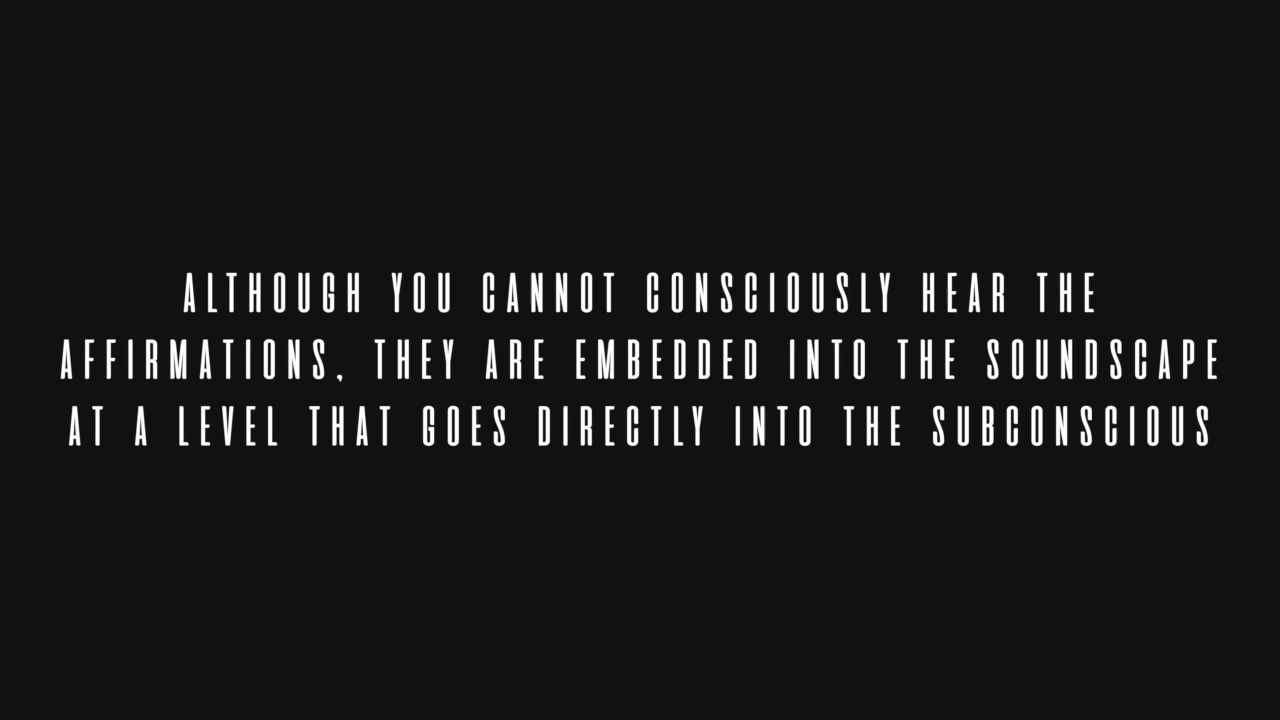 ALTHOUGH YOU CANNOT CONSCIOUSLY HEAR THE
AFFIRMATIONS, THEY ARE EMBEDDED INTO THE SOUNDSCAPE
AT A LEVEL THAT GOES DIRECTLY INTO THE SUBCONSCIOUS